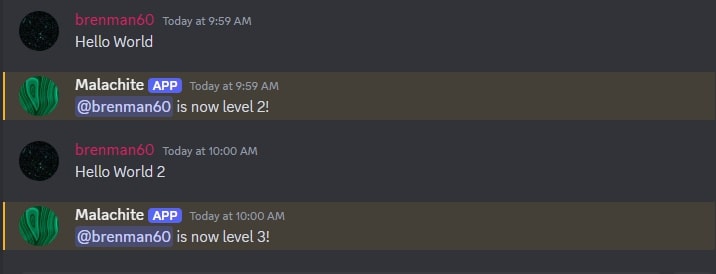 brenman60 Today at 9:59 AM
Hello World
Malachite APP Today at 9:59 AM
@brenman60 is now level 2!
brenman60 Today at 10:00 AM
Hello World 2
Malachite APP Today at 10:00 AM
@brenman60 is now level 3!